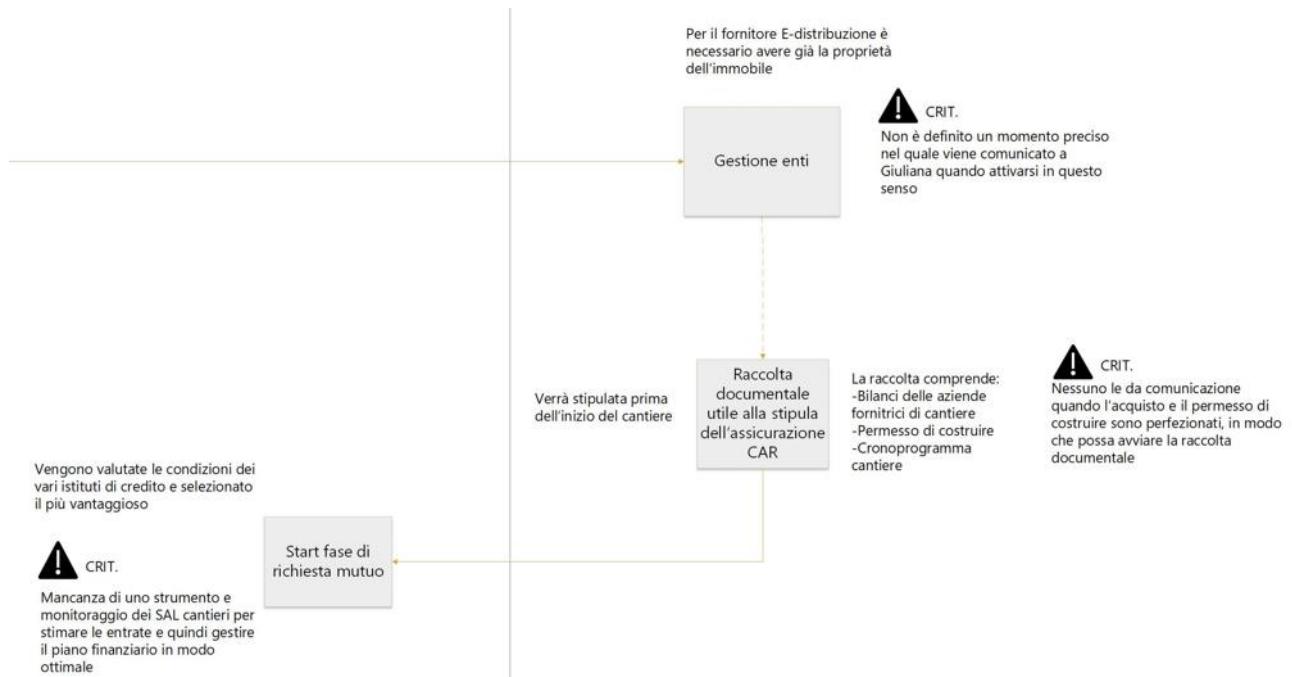 Per il fornitore E-distribuzione è
necessario avere già la proprietà
dell'immobile
Gestione enti
CRIT.
Non è definito un momento preciso
nel quale viene comunicato a
Giuliana quando attivarsi in questo
senso
Verrà stipulata prima
dell'inizio del cantiere
Raccolta
documentale
utile alla stipula
dell'assicurazione
CAR
La raccolta comprende:
-Bilanci delle aziende
fornitrici di cantiere
-Permesso di costruire
-Cronoprogramma
cantiere
CRIT.
Nessuno le da comunicazione
quando l'acquisto e il permesso di
costruire sono perfezionati, in modo
che possa avviare la raccolta
documentale
Vengono valutate le condizioni dei
vari istituti di credito e selezionato
il più vantaggioso
Start fase di
richiesta mutuo
CRIT.
Mancanza di uno strumento e
monitoraggio dei SAL cantieri per
stimare le entrate e quindi gestire
il piano finanziario in modo
ottimale